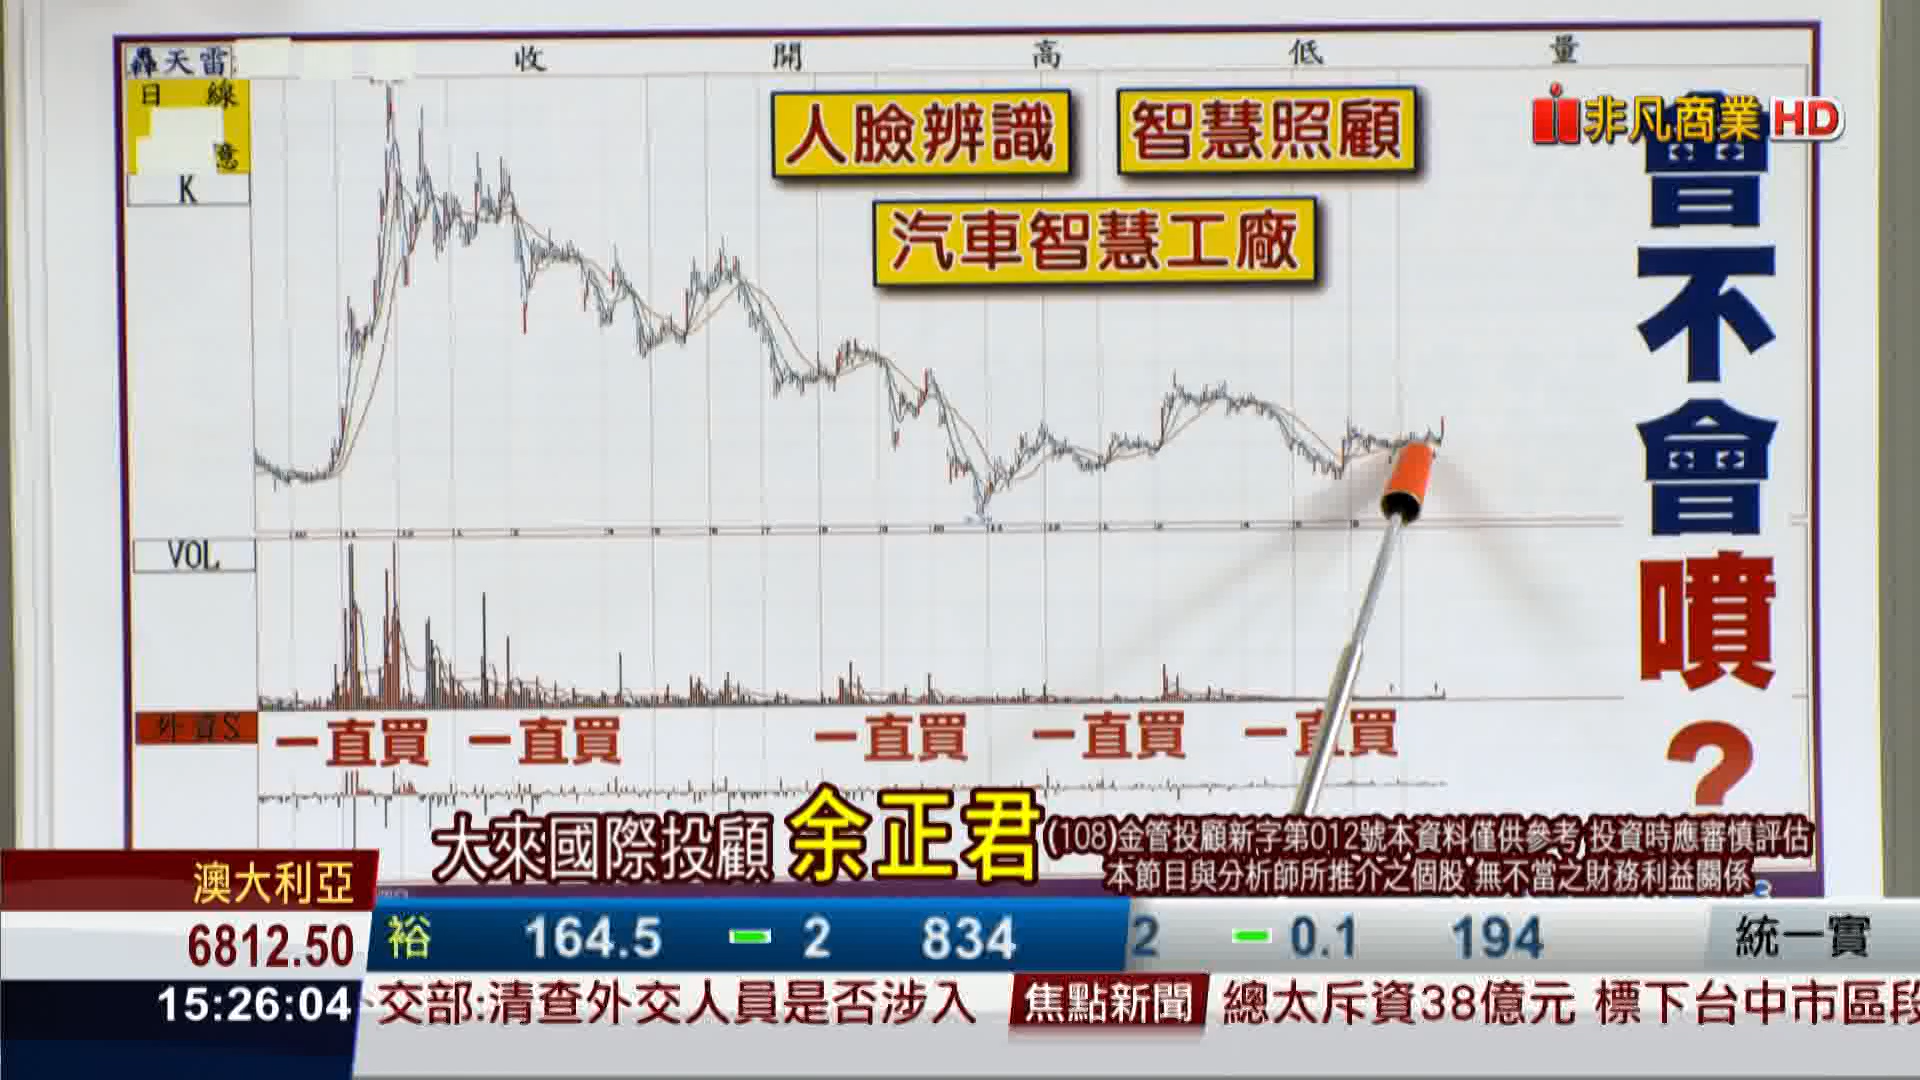 轟天雷 收 開 高 低 量
日線
意
K
人臉辨識 智慧照顧
汽車智慧工廠
非凡商業HD
會不會噴?
VOL
外資S
一直買 一直買 一直買 一直買 一直買
大來國際投顧 余正君
(108)金管投顧新字第012號本資料僅供參考 投資時應審慎評估
本節目與分析師所推介之個股 無不當之財務利益關係
澳大利亞
6812.50
裕 164.5 2 834 2 0.1 194 統一實
15:26:04
交部:清查外交人員是否涉入 焦點新聞 總太斥資38億元 標下台中市區段